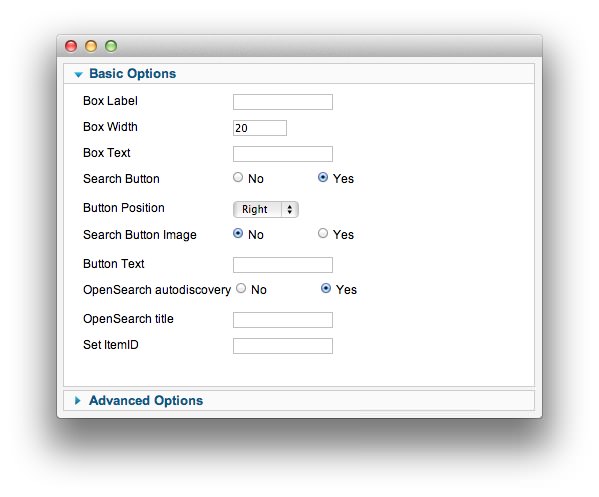 Basic Options
Box Label
Box Width 20
Box Text
Search Button No Yes
Button Position Right
Search Button Image No Yes
Button Text
OpenSearch autodiscovery No Yes
OpenSearch title
Set ItemID
Advanced Options